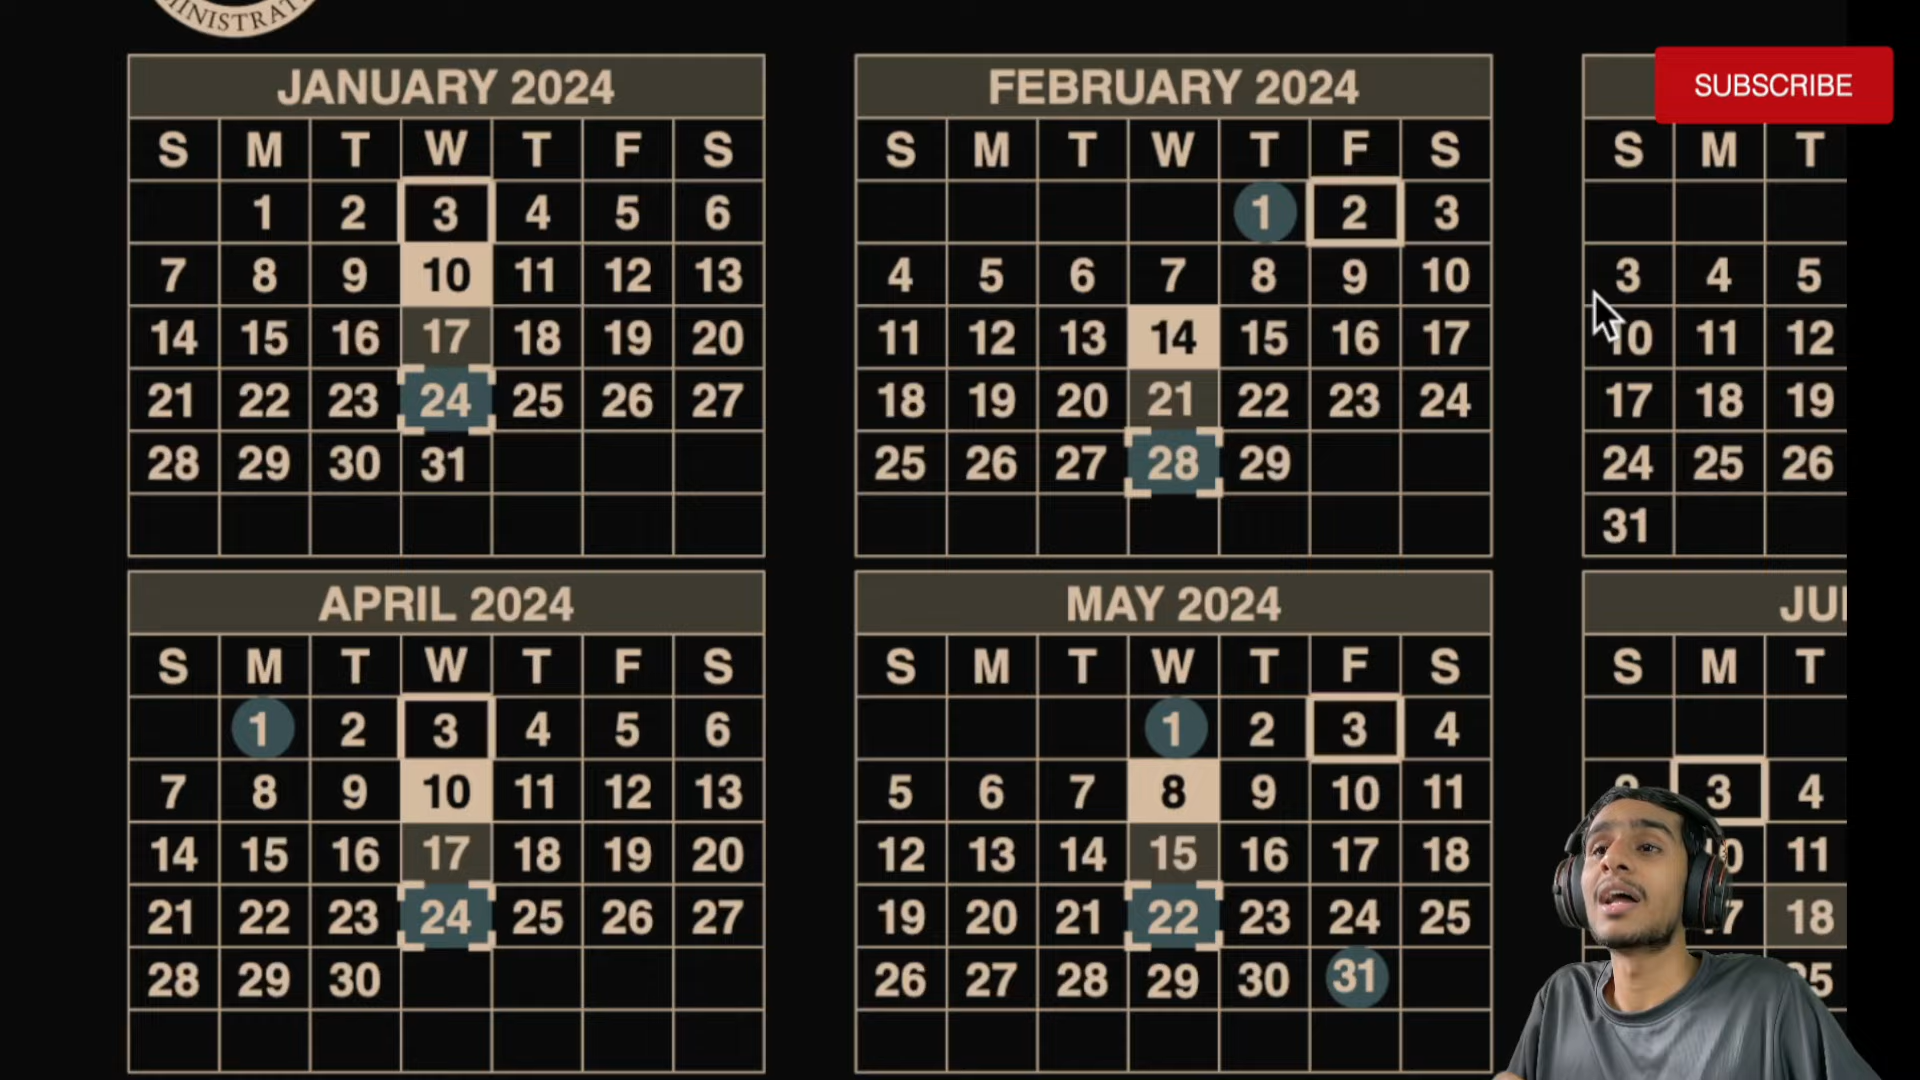 MINISTRAT
JANUARY 2024
S M T W T F S
1 2 3 4 5 6
7 8 9 10 11 12 13
14 15 16 17 18 19 20
21 22 23 24 25 26 27
28 29 30 31
FEBRUARY 2024
S M T W T F S
1 2 3
4 5 6 7 8 9 10
11 12 13 14 15 16 17
18 19 20 21 22 23 24
25 26 27 28 29
SUBSCRIBE
S M T
3 4 5
10 11 12
17 18 19
24 25 26
31
APRIL 2024
S M T W T F S
1 2 3 4 5 6
7 8 9 10 11 12 13
14 15 16 17 18 19 20
21 22 23 24 25 26 27
28 29 30
MAY 2024
S M T W T F S
1 2 3 4
5 6 7 8 9 10 11
12 13 14 15 16 17 18
19 20 21 22 23 24 25
26 27 28 29 30 31
JU
S M T
3 4
11
18